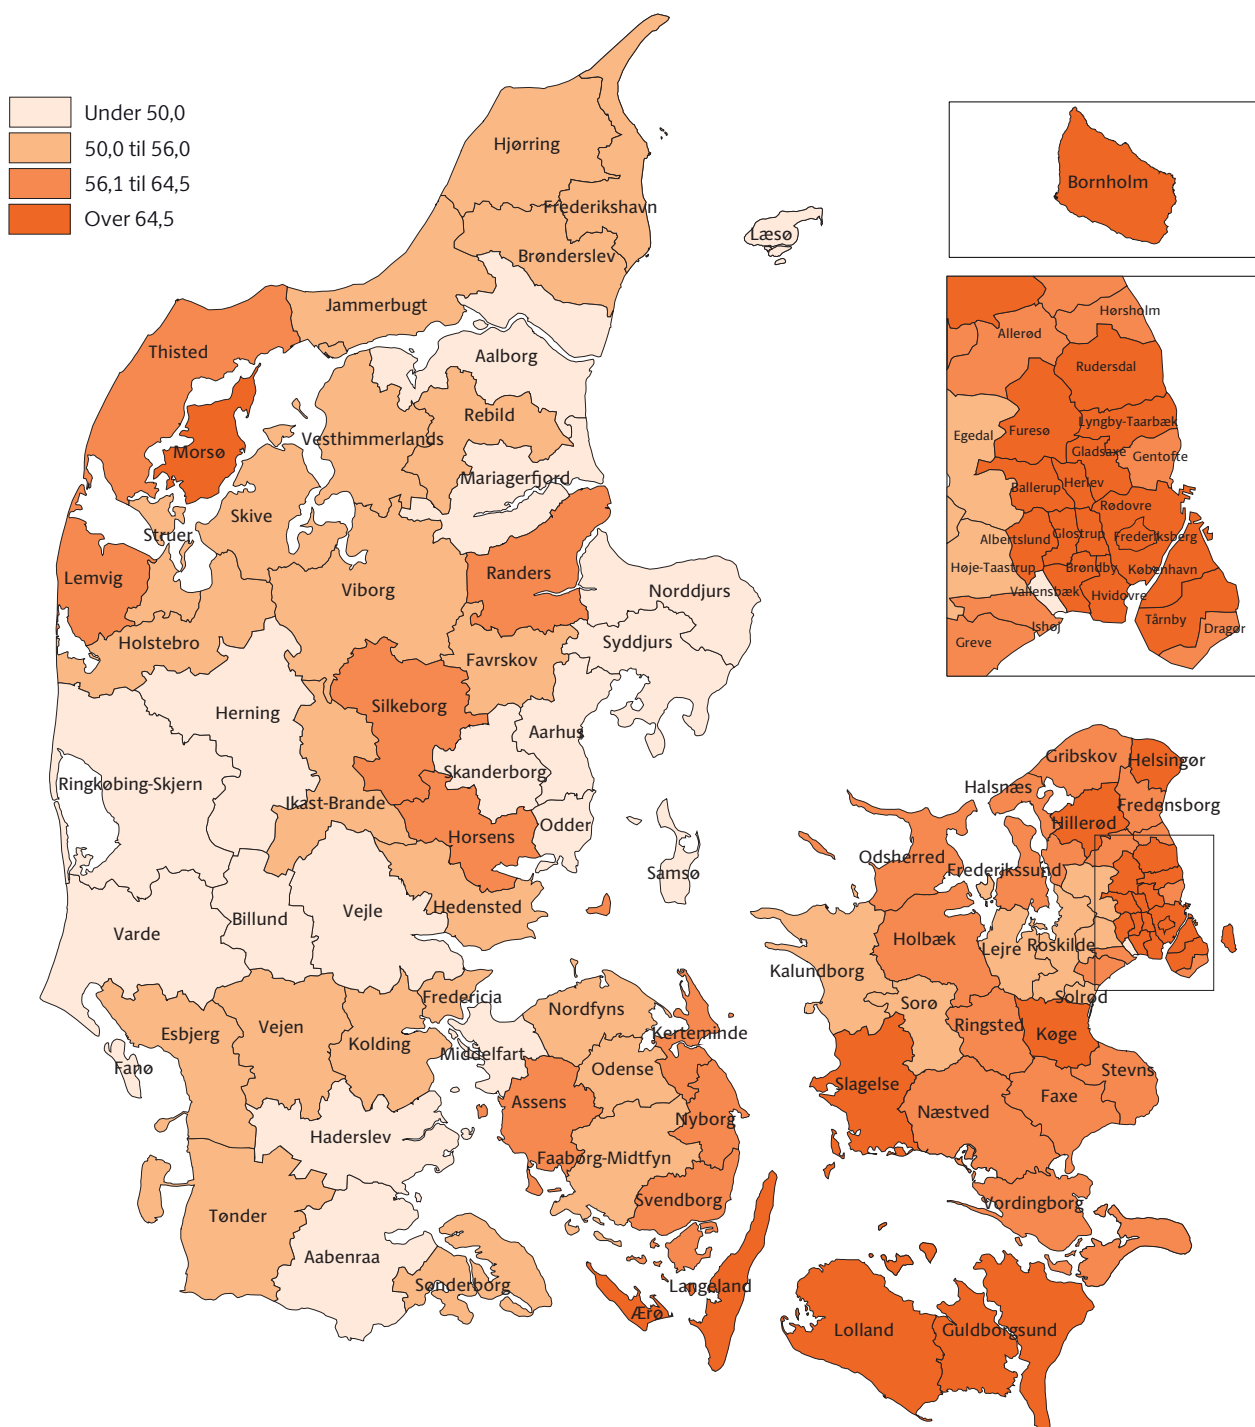 Under 50,0
50,0 til 56,0
56,1 til 64,5
Over 64,5
Hjørring
Frederikshavn
Læsø
Brønderslev
Jammerbugt
Thisted
Aalborg
Rebild
Vesthimmerlands
Morsø
Mariagerfjord
Skive
Struer
Lemvig
Viborg
Randers
Norddjurs
Holstebro
Syddjurs
Favrskov
Silkeborg
Herning
Aarhus
Skanderborg
Ringkøbing-Skjern
Ikast-Brande
Horsens
Odder
Samsø
Hedensted
Billund
Vejle
Varde
Fredericia
Nordfyns
Esbjerg
Vejen
Kolding
Kerteminde
Middelfart
Fanø
Odense
Assens
Nyborg
Haderslev
Faaborg-Midtfyn
Svendborg
Tønder
Aabenraa
Sønderborg
Langeland
Ærø
Bornholm
Hørsholm
Allerød
Rudersdal
Lyngby-Taarbæk
Egedal
Furesø
Gladsaxe
Gentofte
Ballerup
Herlev
Rødovre
Albertslund
Glostrup
Frederiksberg
Høje-Taastrup
Brøndby
København
Vallensbæk
Hvidovre
Tårnby
Ishøj
Dragør
Greve
Gribskov
Helsingør
Halsnæs
Fredensborg
Hillerød
Odsherred
Frederikssund
Holbæk
Lejre
Roskilde
Kalundborg
Solrød
Sorø
Ringsted
Køge
Stevns
Slagelse
Faxe
Næstved
Vordingborg
Lolland
Guldborgsund